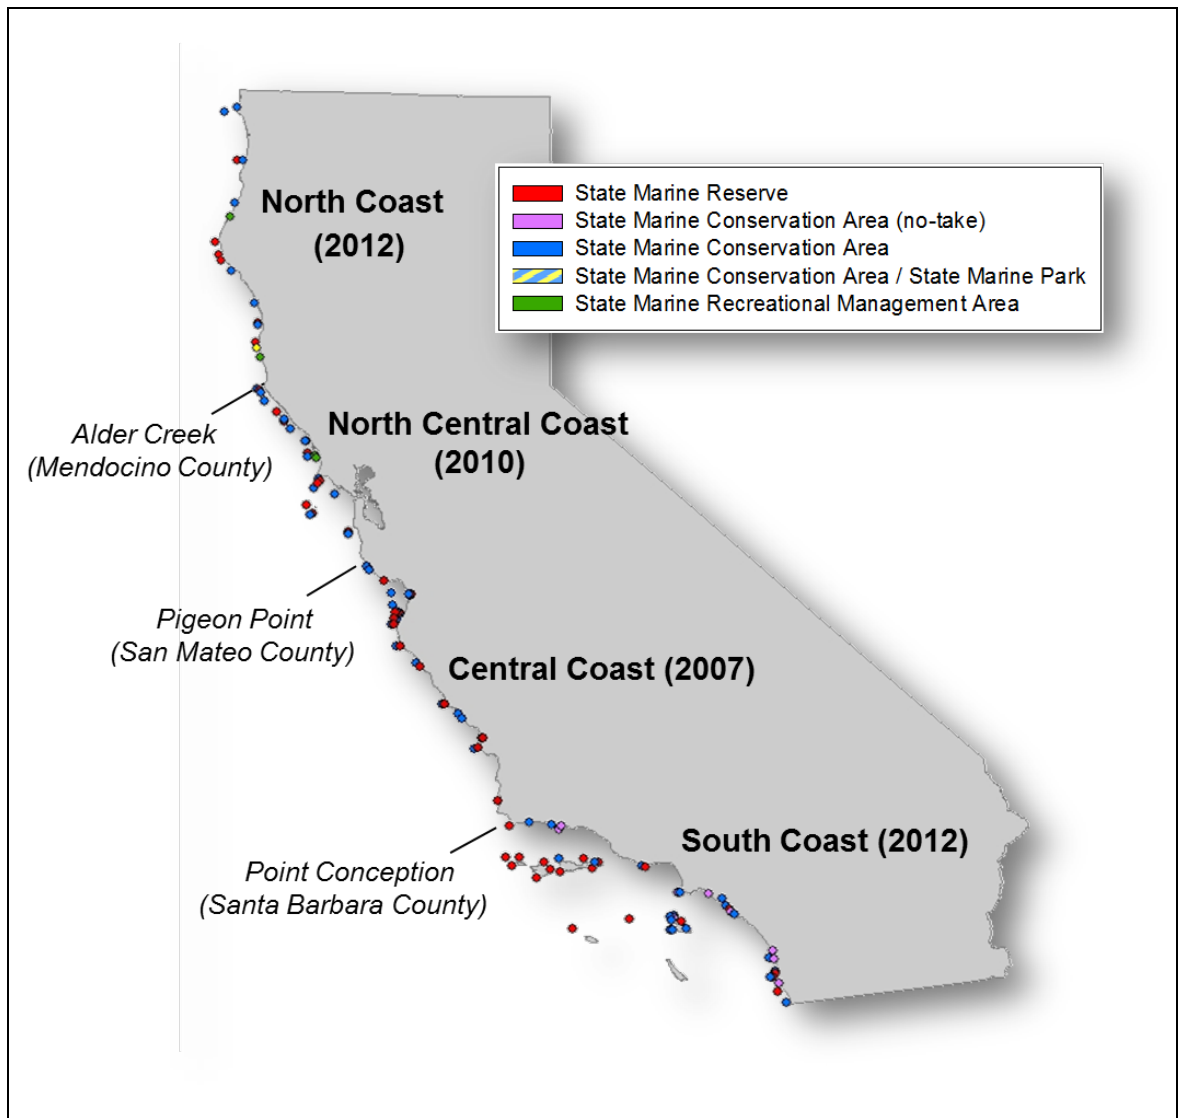 State Marine Reserve
State Marine Conservation Area (no-take)
State Marine Conservation Area
State Marine Conservation Area / State Marine Park
State Marine Recreational Management Area
North Coast
(2012)
North Central Coast
(2010)
Alder Creek
(Mendocino County)
Pigeon Point
(San Mateo County)
Central Coast (2007)
South Coast (2012)
Point Conception
(Santa Barbara County)